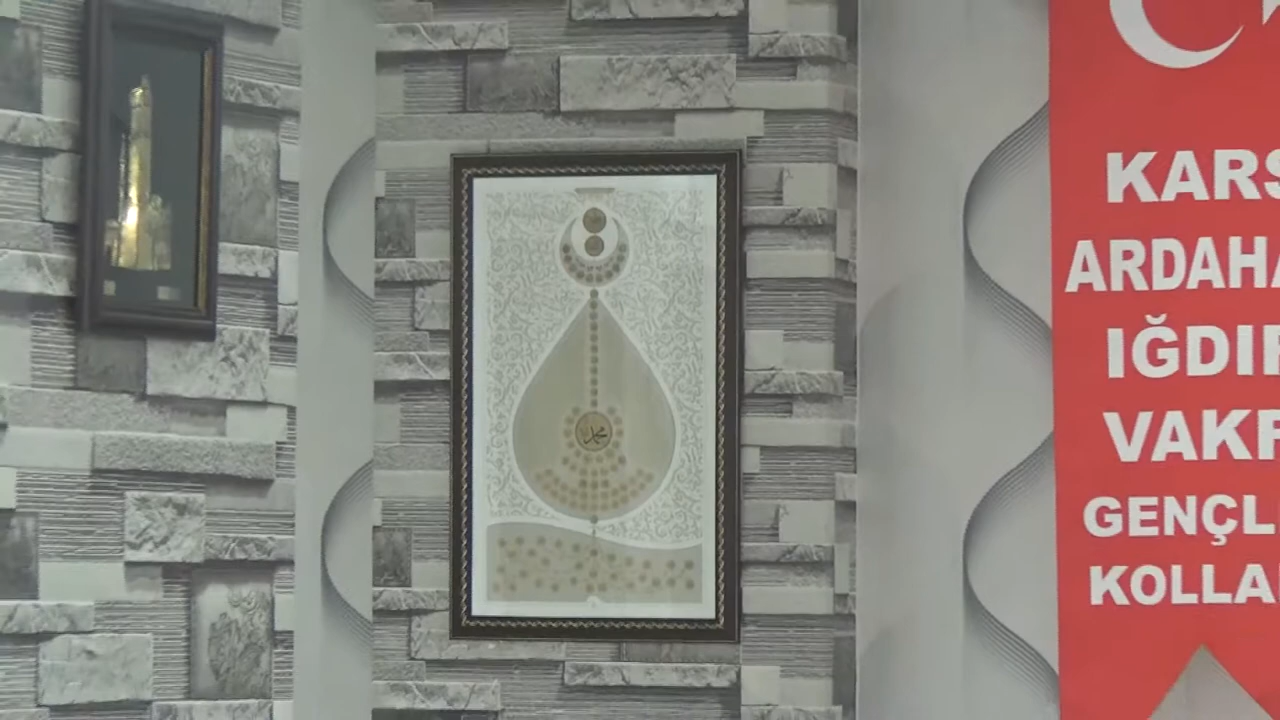 محمد
KARS
ARDAHA
IĞDIR
VAKF
GENÇL
KOLLA